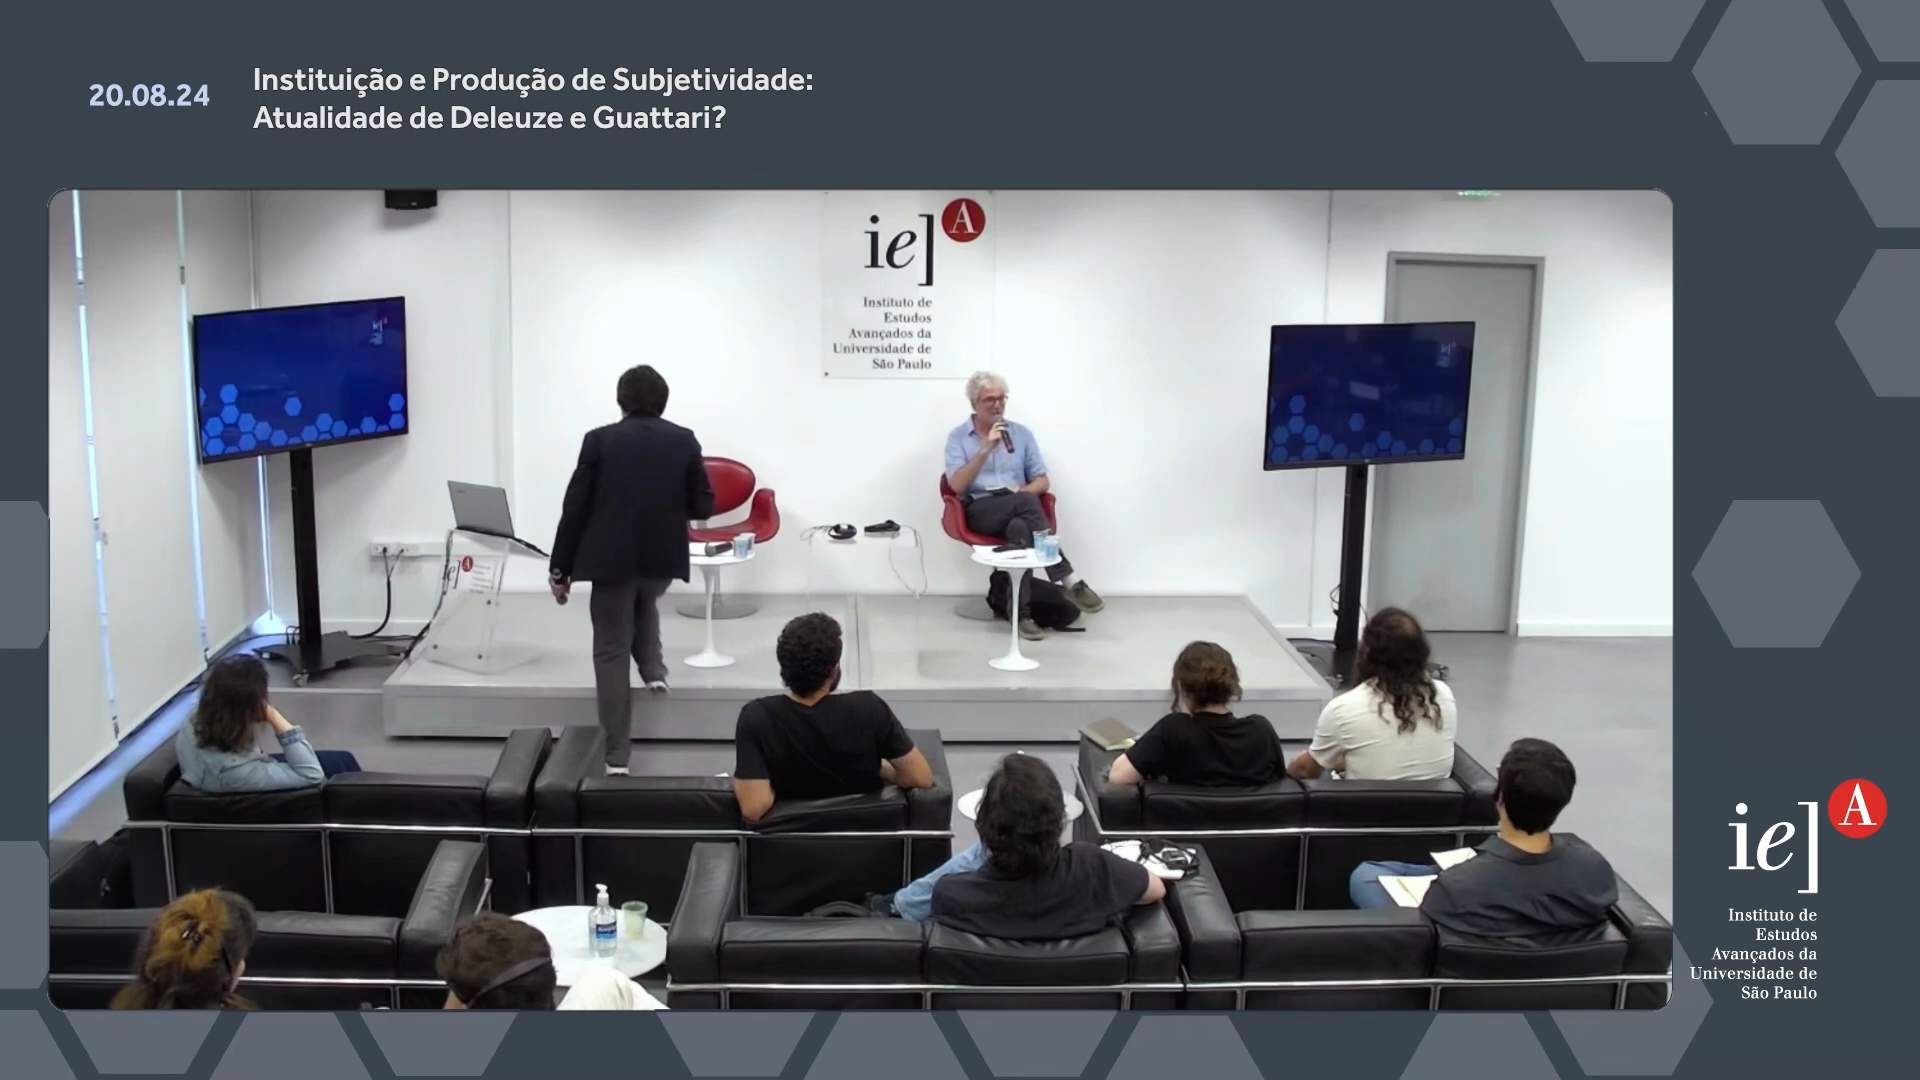 20.08.24
Instituição e Produção de Subjetividade:
Atualidade de Deleuze e Guattari?
ie] A
Instituto de
Estudos
Avançados da
Universidade de
São Paulo
ie] A
ie] A
Instituto de
Estudos
Avançados da
Universidade de
São Paulo